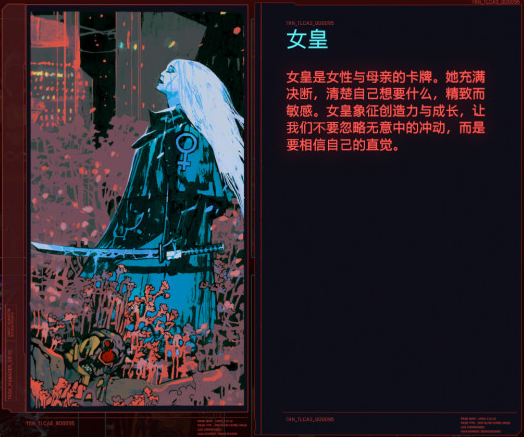 TRN_TLCAS_800095
女皇
女皇是女性与母亲的卡牌。她充满
决断，清楚自己想要什么，精致而
敏感。女皇象征创造力与成长，让
我们不要忽略无意中的冲动，而是
要相信自己的直觉。
TRN_TLCAS_800095
TRN_TLCAS_800095